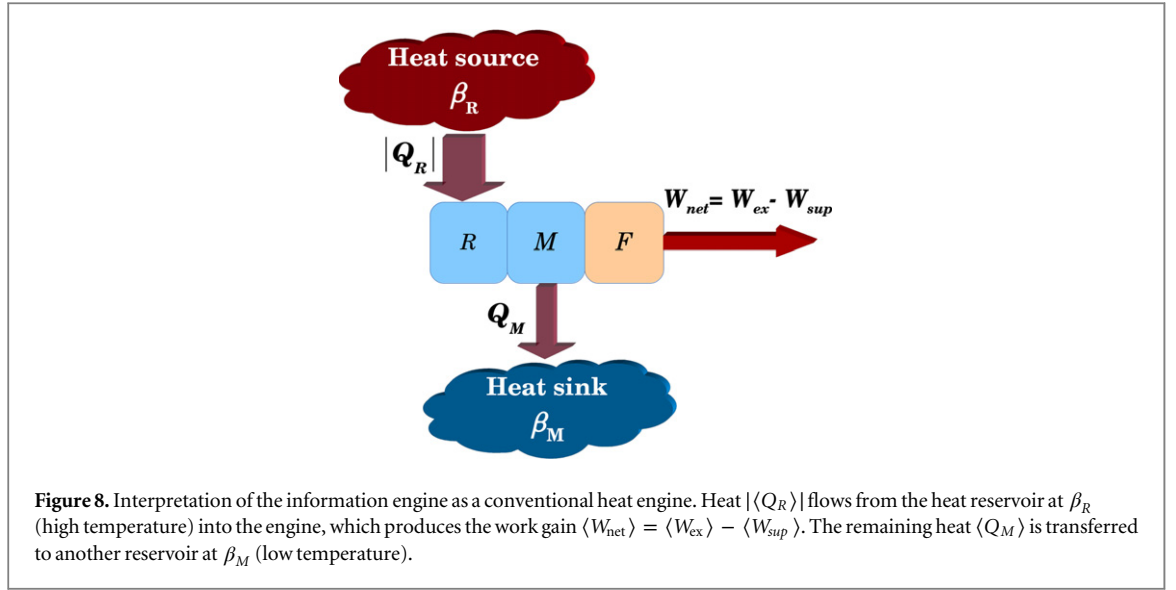 Heat source
β_R
|Q_R|
W_net= W_ex- W_sup
R
M
F
Q_M
Heat sink
β_M
Figure 8. Interpretation of the information engine as a conventional heat engine. Heat |⟨Q_R⟩| flows from the heat reservoir at β_R
(high temperature) into the engine, which produces the work gain ⟨W_net⟩ = ⟨W_ex⟩ − ⟨W_sup⟩. The remaining heat ⟨Q_M⟩ is transferred
to another reservoir at β_M (low temperature).